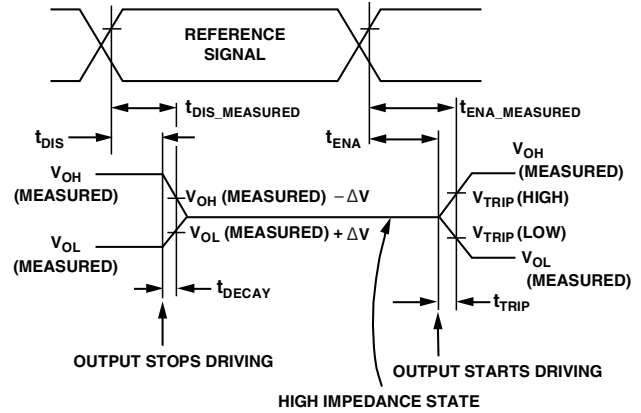 REFERENCE
SIGNAL
tDIS_MEASURED
tENA_MEASURED
tDIS
tENA
VOH
(MEASURED)
VOH (MEASURED) − ΔV
VOH
(MEASURED)
VTRIP (HIGH)
VOL
(MEASURED)
VOL (MEASURED) + ΔV
VTRIP (LOW)
VOL
(MEASURED)
tDECAY
tTRIP
OUTPUT STOPS DRIVING
OUTPUT STARTS DRIVING
HIGH IMPEDANCE STATE